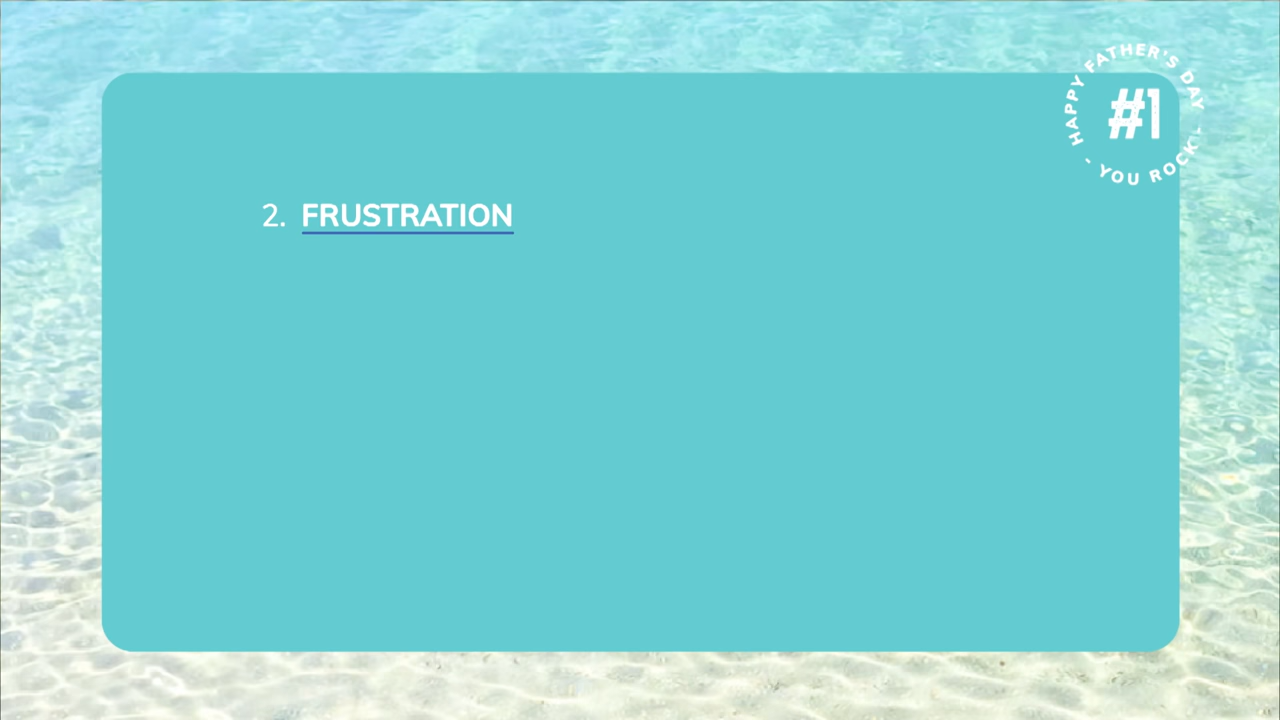 HAPPY FATHER'S DAY
#1
- YOU ROCK -
2. FRUSTRATION